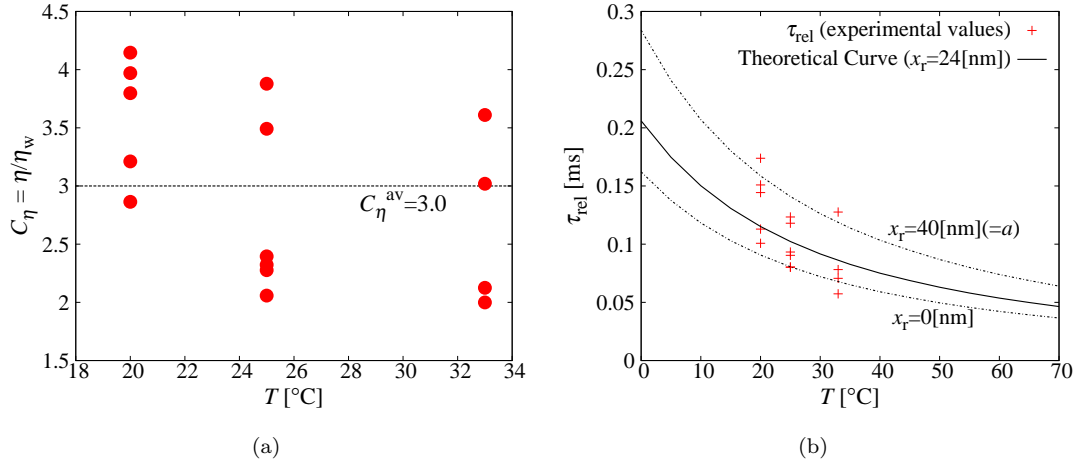 4.5
4
3.5
3
2.5
2
1.5
20
22
24
26
28
30
32
34
C_η = η/η_w
C_η^av=3.0
T [°C]
(a)
0.3
0.25
0.2
0.15
0.1
0.05
0
0
10
20
30
40
50
60
70
τ_rel [ms]
τ_rel (experimental values)
Theoretical Curve (x_r=24[nm])
x_r=40[nm](=a)
x_r=0[nm]
T [°C]
(b)